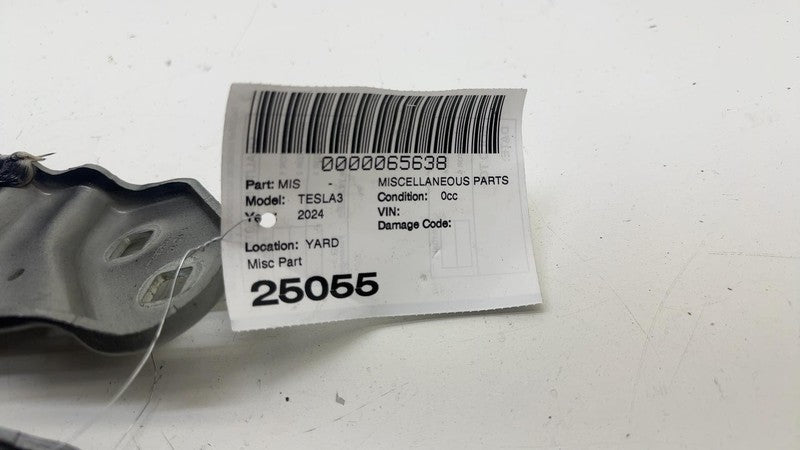 0000065638
Part: MIS - MISCELLANEOUS PARTS
Model: TESLA3 Condition: 0cc
2024 VIN:
Damage Code:
Location: YARD
Misc Part
25055